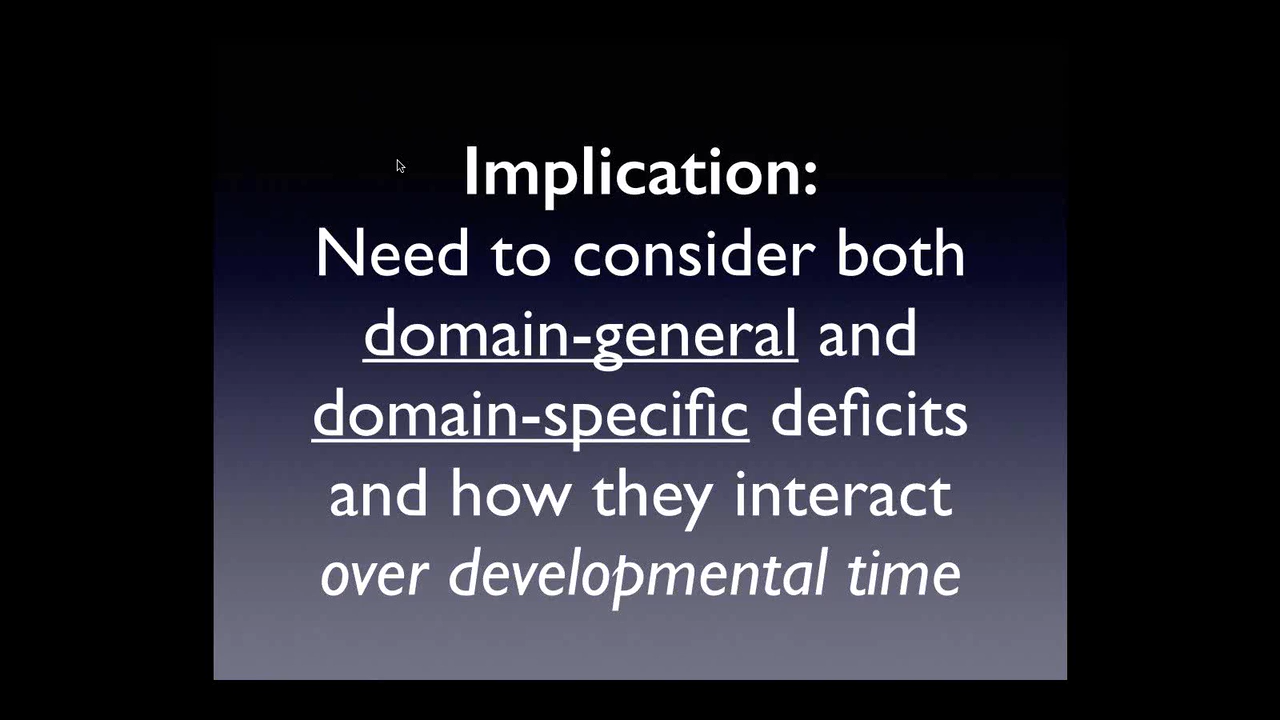 Implication:
Need to consider both
domain-general and
domain-specific deficits
and how they interact
over developmental time